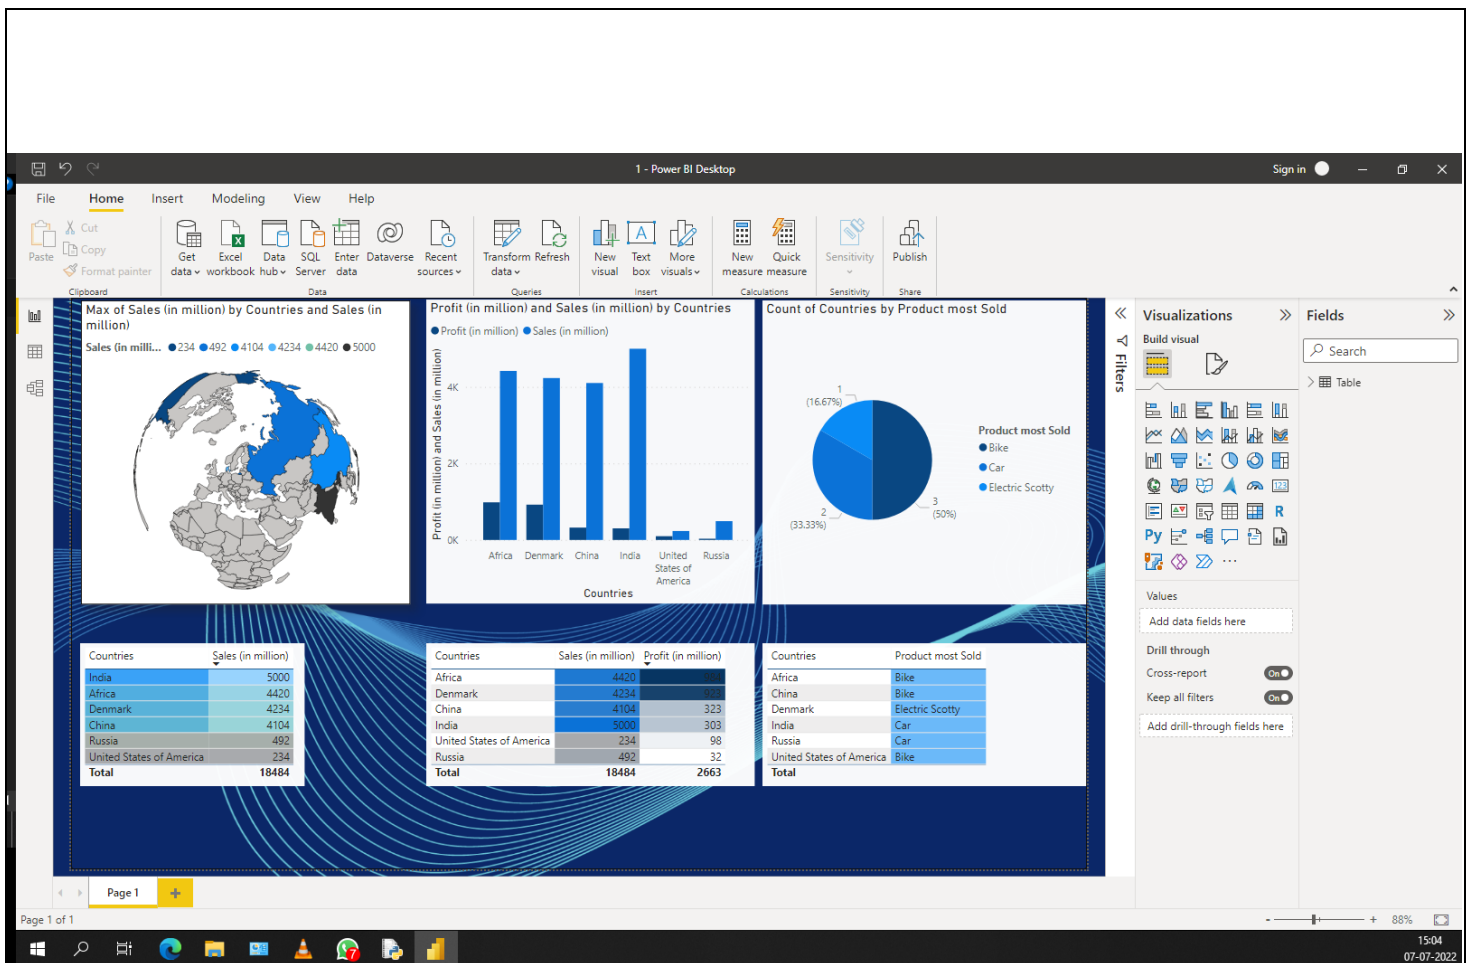 1 - Power BI Desktop
Sign in
File Home Insert Modeling View Help
Paste
Cut
Copy
Format painter
Clipboard
Get data
Excel workbook
Data hub
SQL Server
Enter data
Dataverse
Recent sources
Data
Transform data
Refresh
Queries
New visual
Text box
More visuals
Insert
New measure
Quick measure
Calculations
Sensitivity
Sensitivity
Publish
Share
Max of Sales (in million) by Countries and Sales (in
million)
Sales (in milli... 234 492 4104 4234 4420 5000
Profit (in million) and Sales (in million) by Countries
Profit (in million) Sales (in million)
Profit (in million) and Sales (in million)
4K
2K
0K
Africa Denmark China India United States of America Russia
Countries
Count of Countries by Product most Sold
1
(16.67%)
2
(33.33%)
3
(50%)
Product most Sold
Bike
Car
Electric Scotty
Countries Sales (in million)
India 5000
Africa 4420
Denmark 4234
China 4104
Russia 492
United States of America 234
Total 18484
Countries Sales (in million) Profit (in million)
Africa 4420
Denmark 4234 923
China 4104 323
India 5000 303
United States of America 234 98
Russia 492 32
Total 18484 2663
Countries Product most Sold
Africa Bike
China Bike
Denmark Electric Scotty
India Car
Russia Car
United States of America Bike
Total
Filters
Visualizations
Build visual
123
R
Py
Values
Add data fields here
Drill through
Cross-report On
Keep all filters On
Add drill-through fields here
Fields
Search
Table
Page 1
Page 1 of 1
88%
7
15:04
07-07-2022